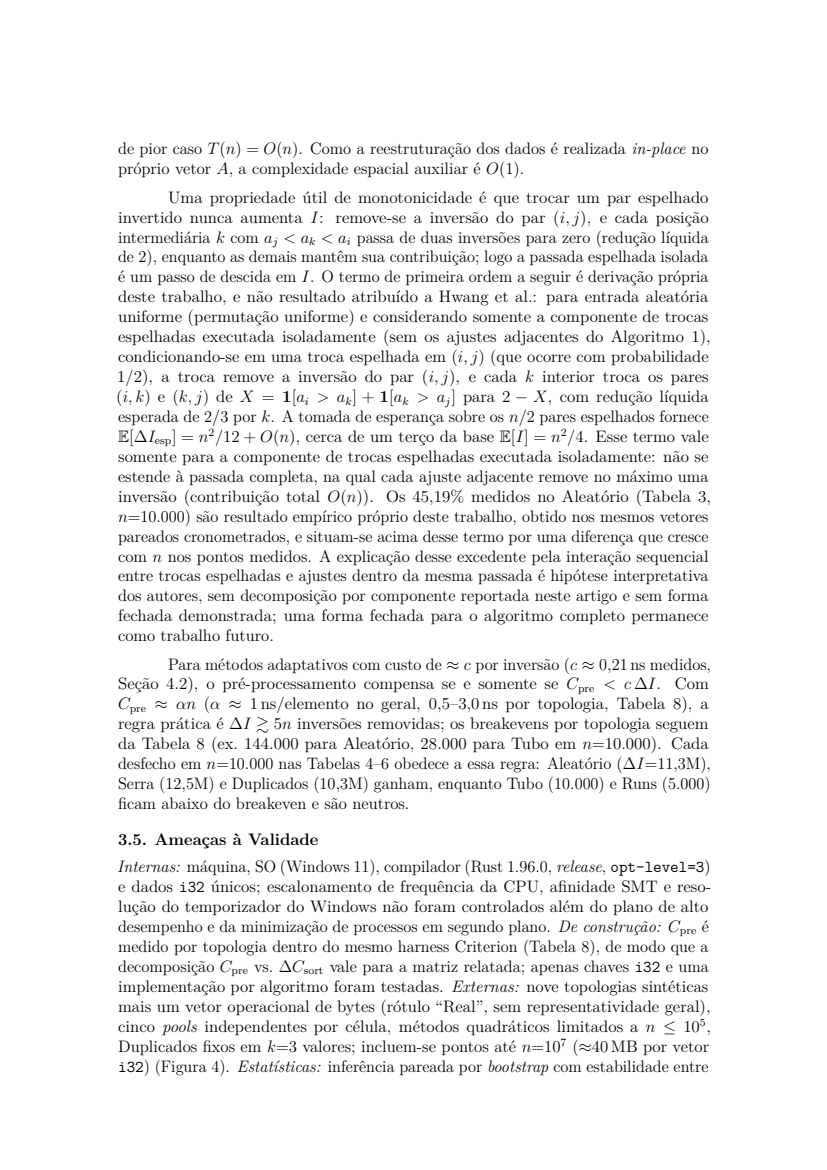 de pior caso T(n) = O(n). Como a reestruturação dos dados é realizada in-place no
próprio vetor A, a complexidade espacial auxiliar é O(1).
Uma propriedade útil de monotonicidade é que trocar um par espelhado
invertido nunca aumenta I: remove-se a inversão do par (i, j), e cada posição
intermediária k com a_j < a_k < a_i passa de duas inversões para zero (redução líquida
de 2), enquanto as demais mantêm sua contribuição; logo a passada espelhada isolada
é um passo de descida em I. O termo de primeira ordem a seguir é derivação própria
deste trabalho, e não resultado atribuído a Hwang et al.: para entrada aleatória
uniforme (permutação uniforme) e considerando somente a componente de trocas
espelhadas executada isoladamente (sem os ajustes adjacentes do Algoritmo 1),
condicionando-se em uma troca espelhada em (i, j) (que ocorre com probabilidade
1/2), a troca remove a inversão do par (i, j), e cada k interior troca os pares
(i, k) e (k, j) de X = 𝟏[a_i > a_k] + 𝟏[a_k > a_j] para 2 − X, com redução líquida
esperada de 2/3 por k. A tomada de esperança sobre os n/2 pares espelhados fornece
𝔼[ΔI_esp] = n²/12 + O(n), cerca de um terço da base 𝔼[I] = n²/4. Esse termo vale
somente para a componente de trocas espelhadas executada isoladamente: não se
estende à passada completa, na qual cada ajuste adjacente remove no máximo uma
inversão (contribuição total O(n)). Os 45,19% medidos no Aleatório (Tabela 3,
n=10.000) são resultado empírico próprio deste trabalho, obtido nos mesmos vetores
pareados cronometrados, e situam-se acima desse termo por uma diferença que cresce
com n nos pontos medidos. A explicação desse excedente pela interação sequencial
entre trocas espelhadas e ajustes dentro da mesma passada é hipótese interpretativa
dos autores, sem decomposição por componente reportada neste artigo e sem forma
fechada demonstrada; uma forma fechada para o algoritmo completo permanece
como trabalho futuro.
Para métodos adaptativos com custo de ≈ c por inversão (c ≈ 0,21 ns medidos,
Seção 4.2), o pré-processamento compensa se e somente se C_pre < c ΔI. Com
C_pre ≈ αn (α ≈ 1 ns/elemento no geral, 0,5–3,0 ns por topologia, Tabela 8), a
regra prática é ΔI ≳ 5n inversões removidas; os breakevens por topologia seguem
da Tabela 8 (ex. 144.000 para Aleatório, 28.000 para Tubo em n=10.000). Cada
desfecho em n=10.000 nas Tabelas 4–6 obedece a essa regra: Aleatório (ΔI=11,3M),
Serra (12,5M) e Duplicados (10,3M) ganham, enquanto Tubo (10.000) e Runs (5.000)
ficam abaixo do breakeven e são neutros.
3.5. Ameaças à Validade
Internas: máquina, SO (Windows 11), compilador (Rust 1.96.0, release, opt-level=3)
e dados i32 únicos; escalonamento de frequência da CPU, afinidade SMT e reso-
lução do temporizador do Windows não foram controlados além do plano de alto
desempenho e da minimização de processos em segundo plano. De construção: C_pre é
medido por topologia dentro do mesmo harness Criterion (Tabela 8), de modo que a
decomposição C_pre vs. ΔC_sort vale para a matriz relatada; apenas chaves i32 e uma
implementação por algoritmo foram testadas. Externas: nove topologias sintéticas
mais um vetor operacional de bytes (rótulo “Real”, sem representatividade geral),
cinco pools independentes por célula, métodos quadráticos limitados a n ≤ 10⁵,
Duplicados fixos em k=3 valores; incluem-se pontos até n=10⁷ (≈40 MB por vetor
i32) (Figura 4). Estatísticas: inferência pareada por bootstrap com estabilidade entre